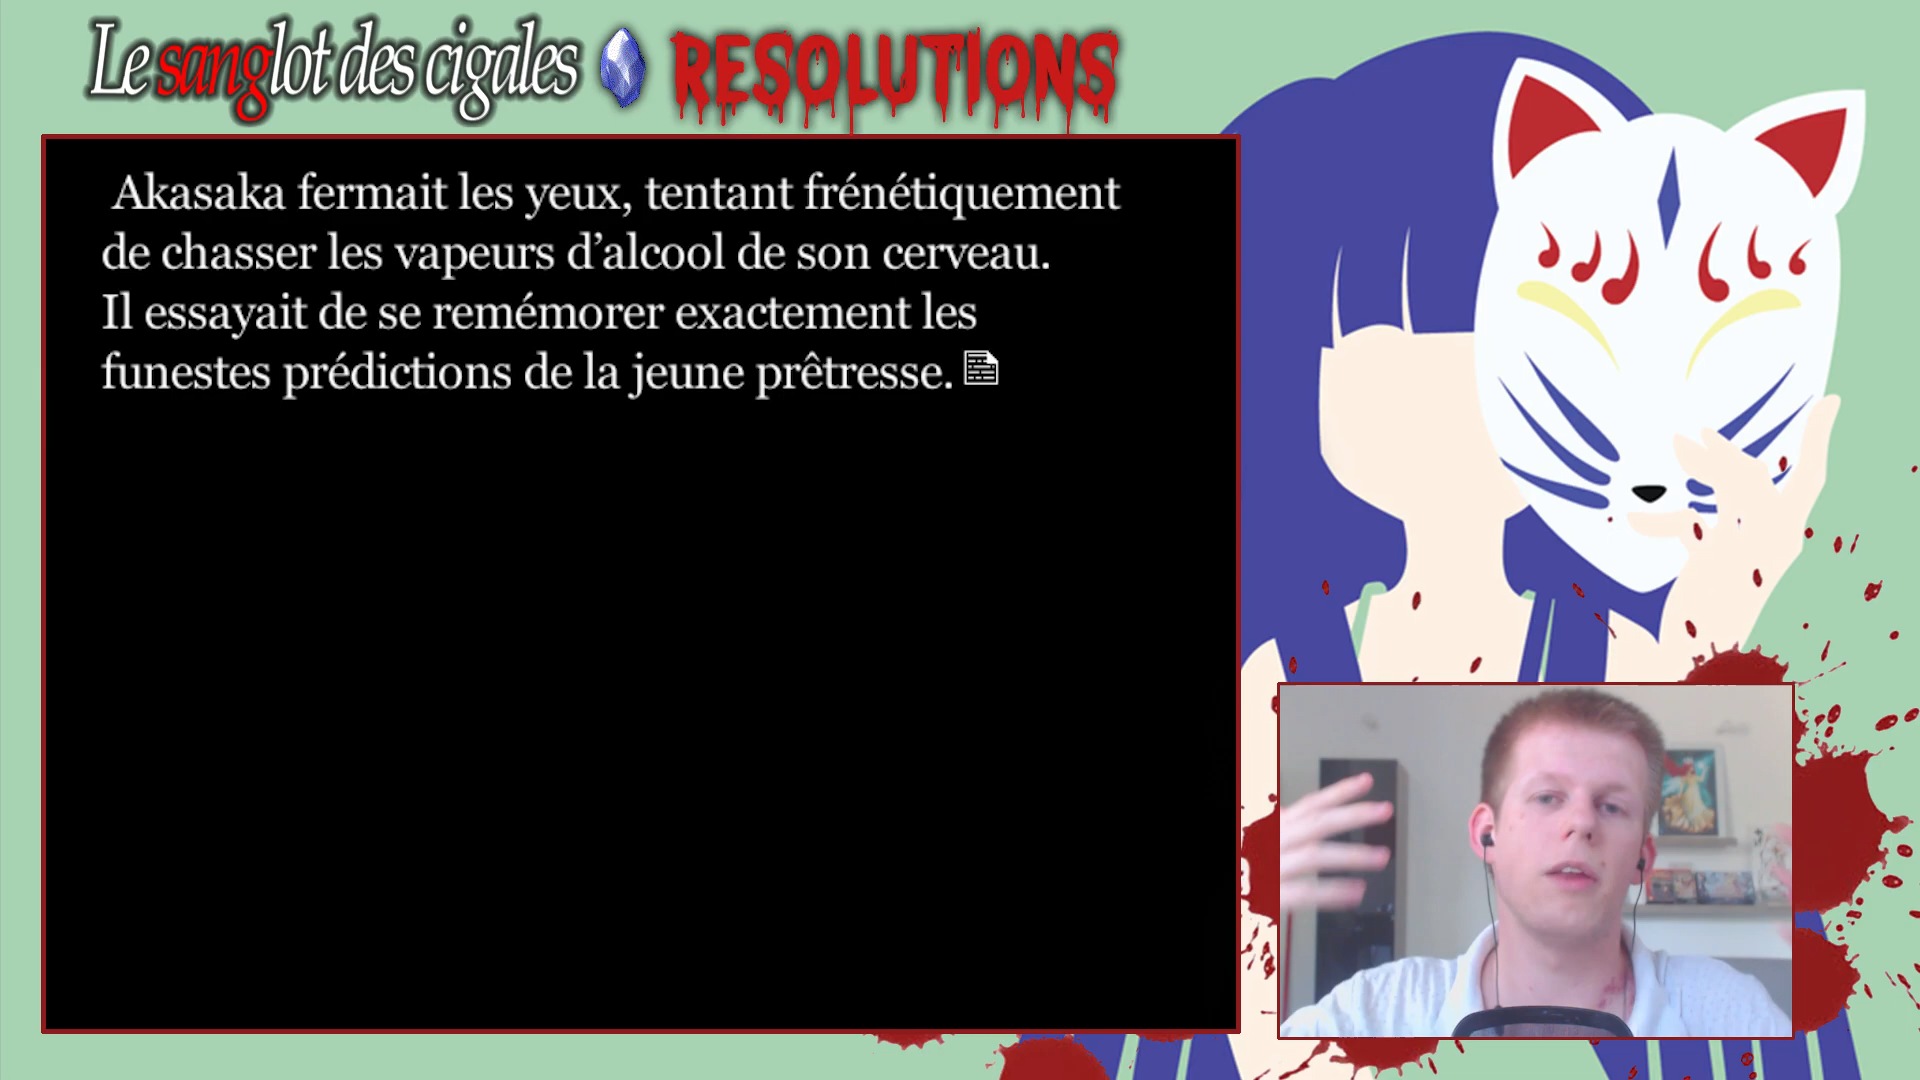 Le sanglot des cigales RESOLUTIONS
Akasaka fermait les yeux, tentant frénétiquement
de chasser les vapeurs d’alcool de son cerveau.
Il essayait de se remémorer exactement les
funestes prédictions de la jeune prêtresse.